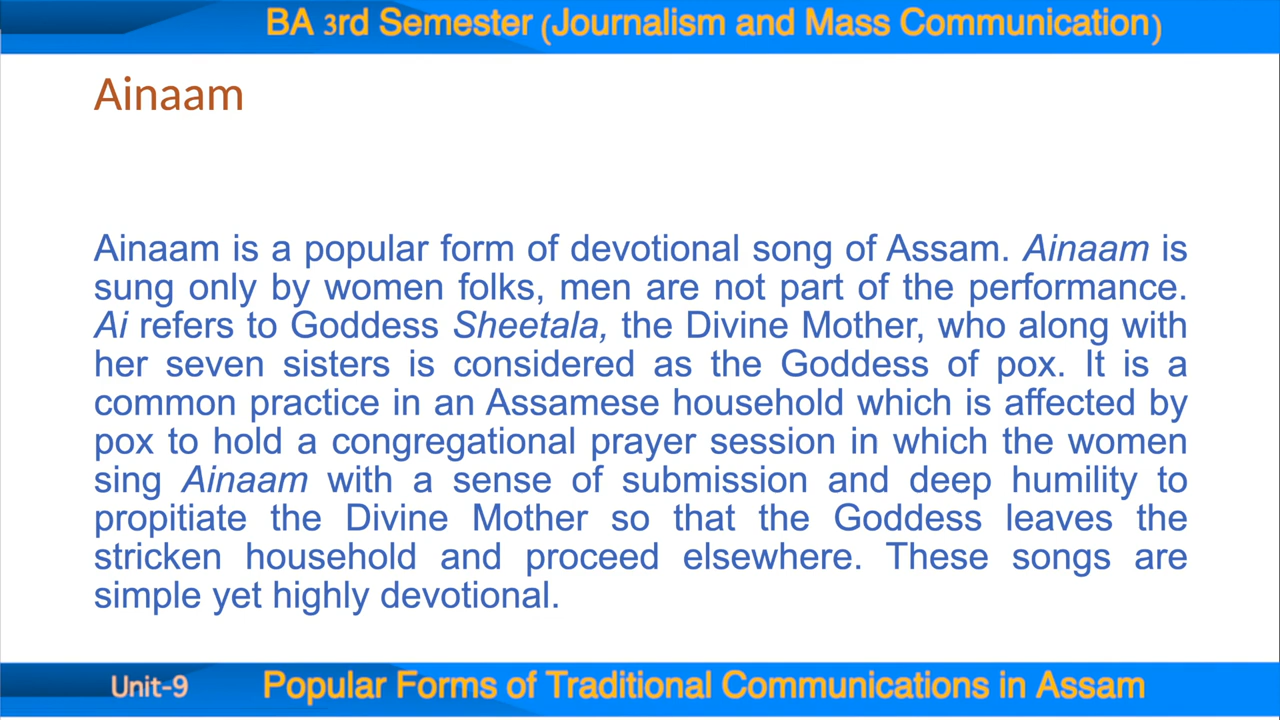 BA 3rd Semester (Journalism and Mass Communication)
Ainaam
Ainaam is a popular form of devotional song of Assam. Ainaam is
sung only by women folks, men are not part of the performance.
Ai refers to Goddess Sheetala, the Divine Mother, who along with
her seven sisters is considered as the Goddess of pox. It is a
common practice in an Assamese household which is affected by
pox to hold a congregational prayer session in which the women
sing Ainaam with a sense of submission and deep humility to
propitiate the Divine Mother so that the Goddess leaves the
stricken household and proceed elsewhere. These songs are
simple yet highly devotional.
Unit-9 Popular Forms of Traditional Communications in Assam